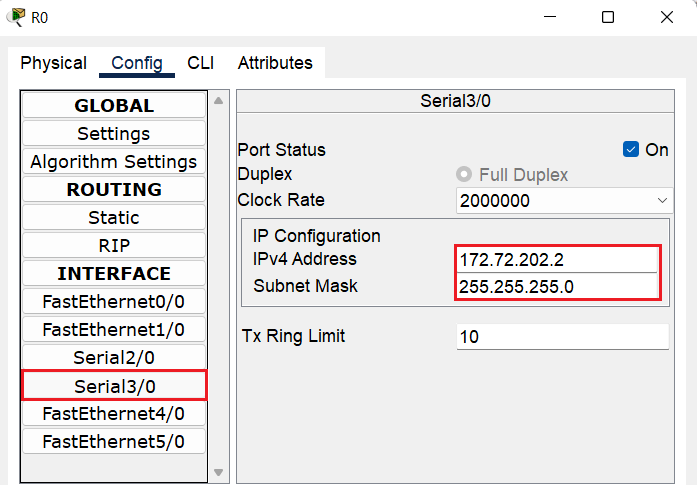 R0
Physical Config CLI Attributes
GLOBAL
Settings
Algorithm Settings
ROUTING
Static
RIP
INTERFACE
FastEthernet0/0
FastEthernet1/0
Serial2/0
Serial3/0
FastEthernet4/0
FastEthernet5/0
Serial3/0
Port Status On
Duplex Full Duplex
Clock Rate 2000000
IP Configuration
IPv4 Address 172.72.202.2
Subnet Mask 255.255.255.0
Tx Ring Limit 10